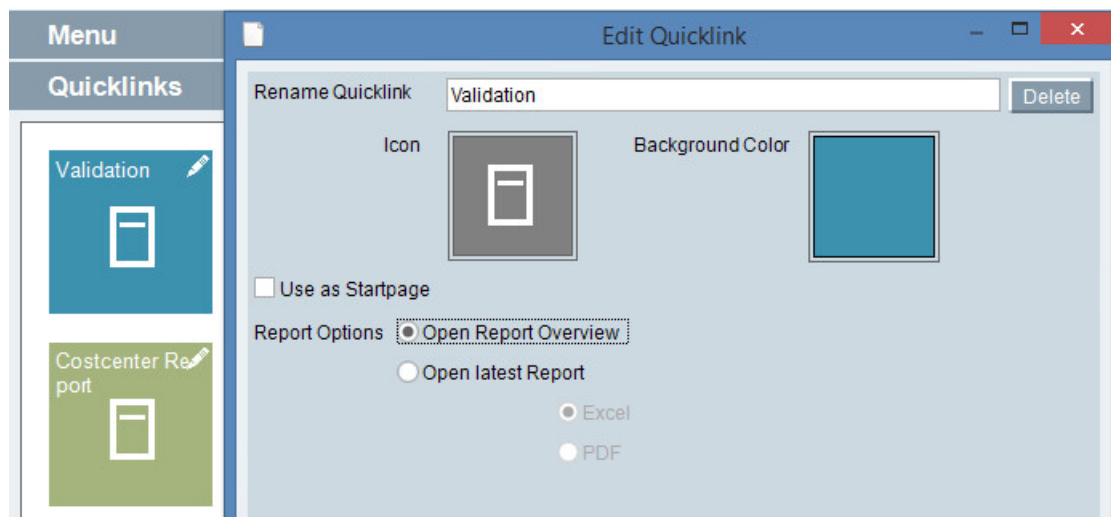 Menu
Edit Quicklink
Quicklinks
Rename Quicklink Validation Delete
Icon Background Color
Validation
Use as Startpage
Report Options Open Report Overview
Costcenter Re
port
Open latest Report
Excel
PDF